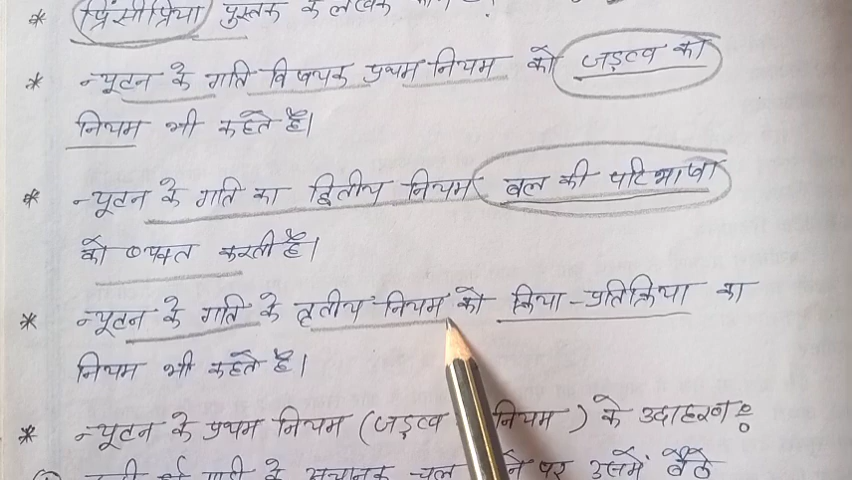 * प्रिंसीप्रिया पुस्तक के लेखक कौन है?
* न्यूटन के गति विषयक प्रथम नियम को जड़त्व का
नियम भी कहते है।
* न्यूटन के गति का द्वितीय नियम बल की परिभाषा
को व्यक्त करती है।
* न्यूटन के गति के तृतीय नियम को क्रिया-प्रतिक्रिया का
नियम भी कहते है।
* न्यूटन के प्रथम नियम (जड़त्व नियम) के उदाहरण:
के अचानक चल पर उसमें बैठे